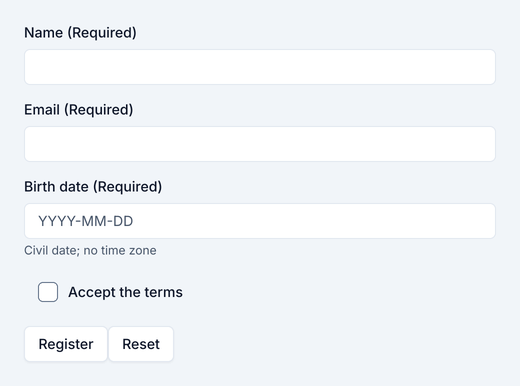 Name (Required)
Email (Required)
Birth date (Required)
YYYY-MM-DD
Civil date; no time zone
Accept the terms
Register Reset